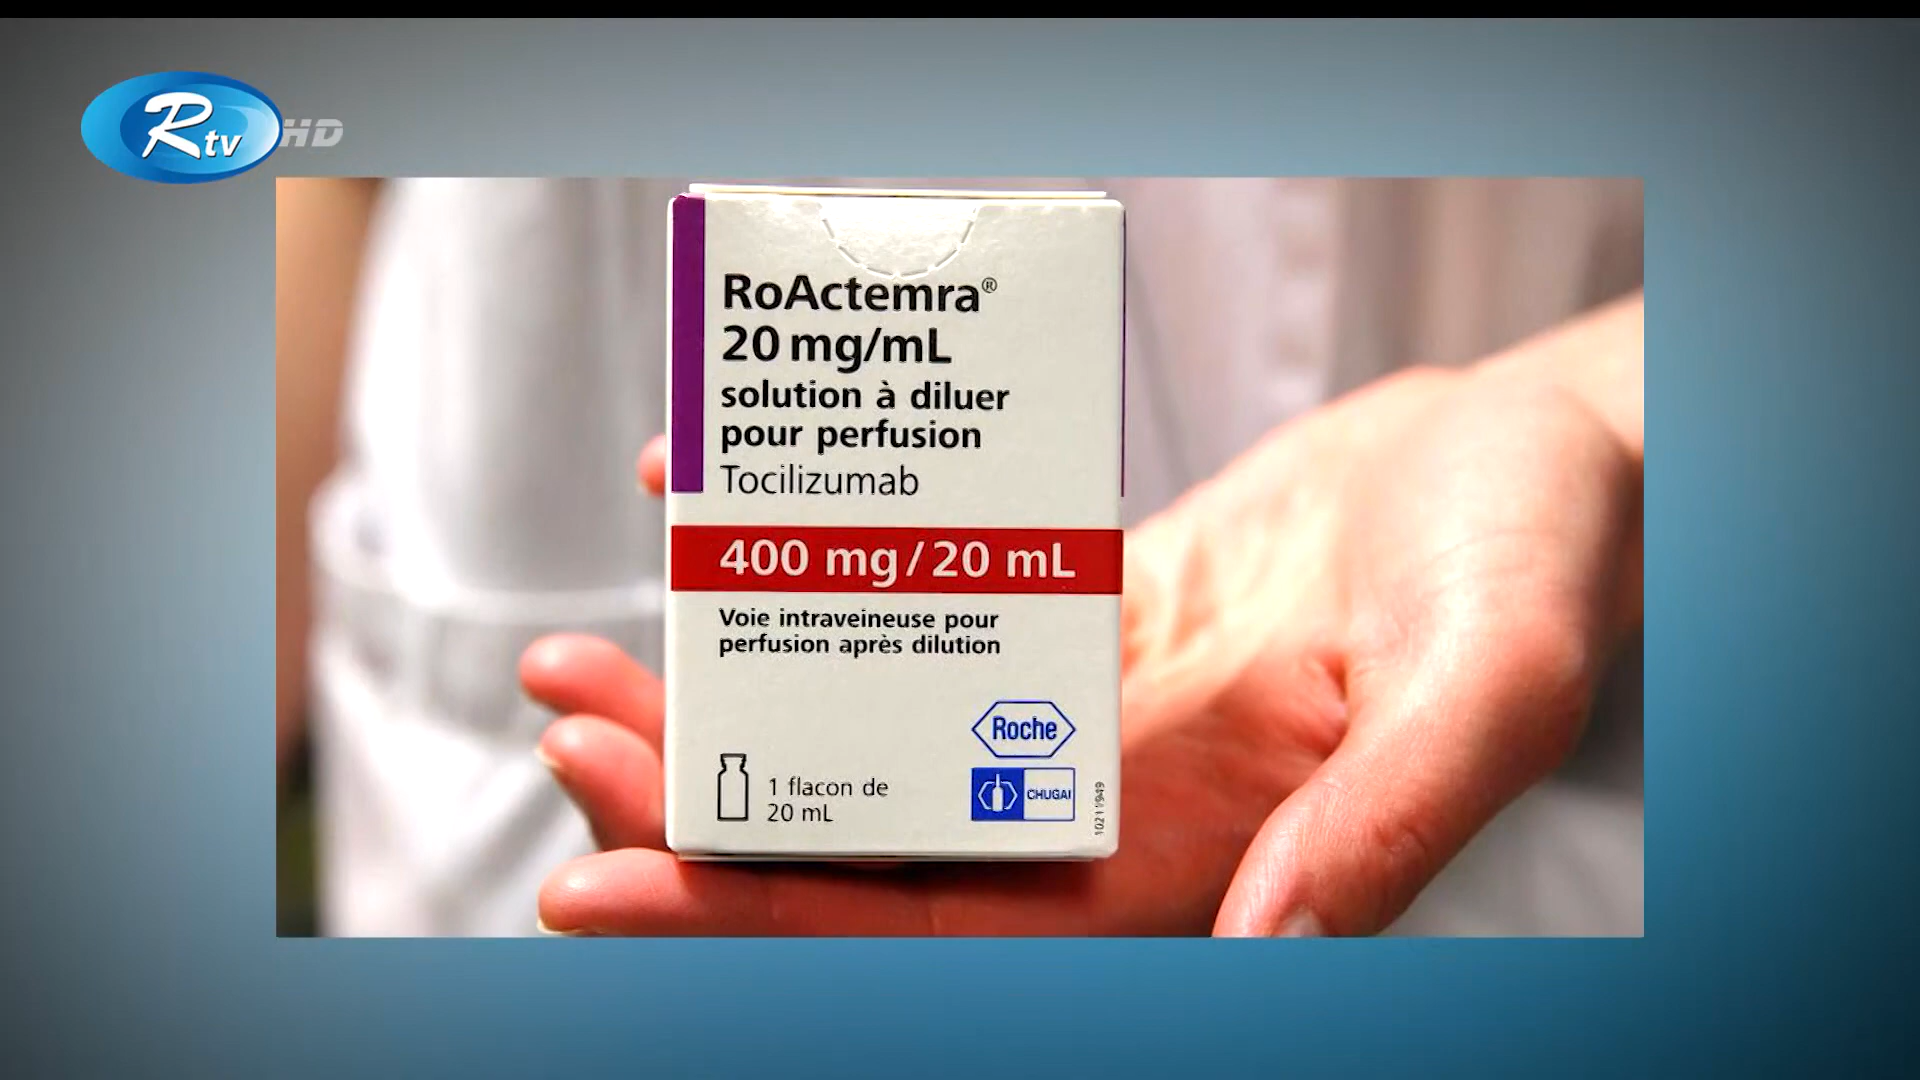 Rtv HD
RoActemra®
20 mg/mL
solution à diluer
pour perfusion
Tocilizumab
400 mg/20 mL
Voie intraveineuse pour
perfusion après dilution
Roche
1 flacon de
20 mL
CHUGAI